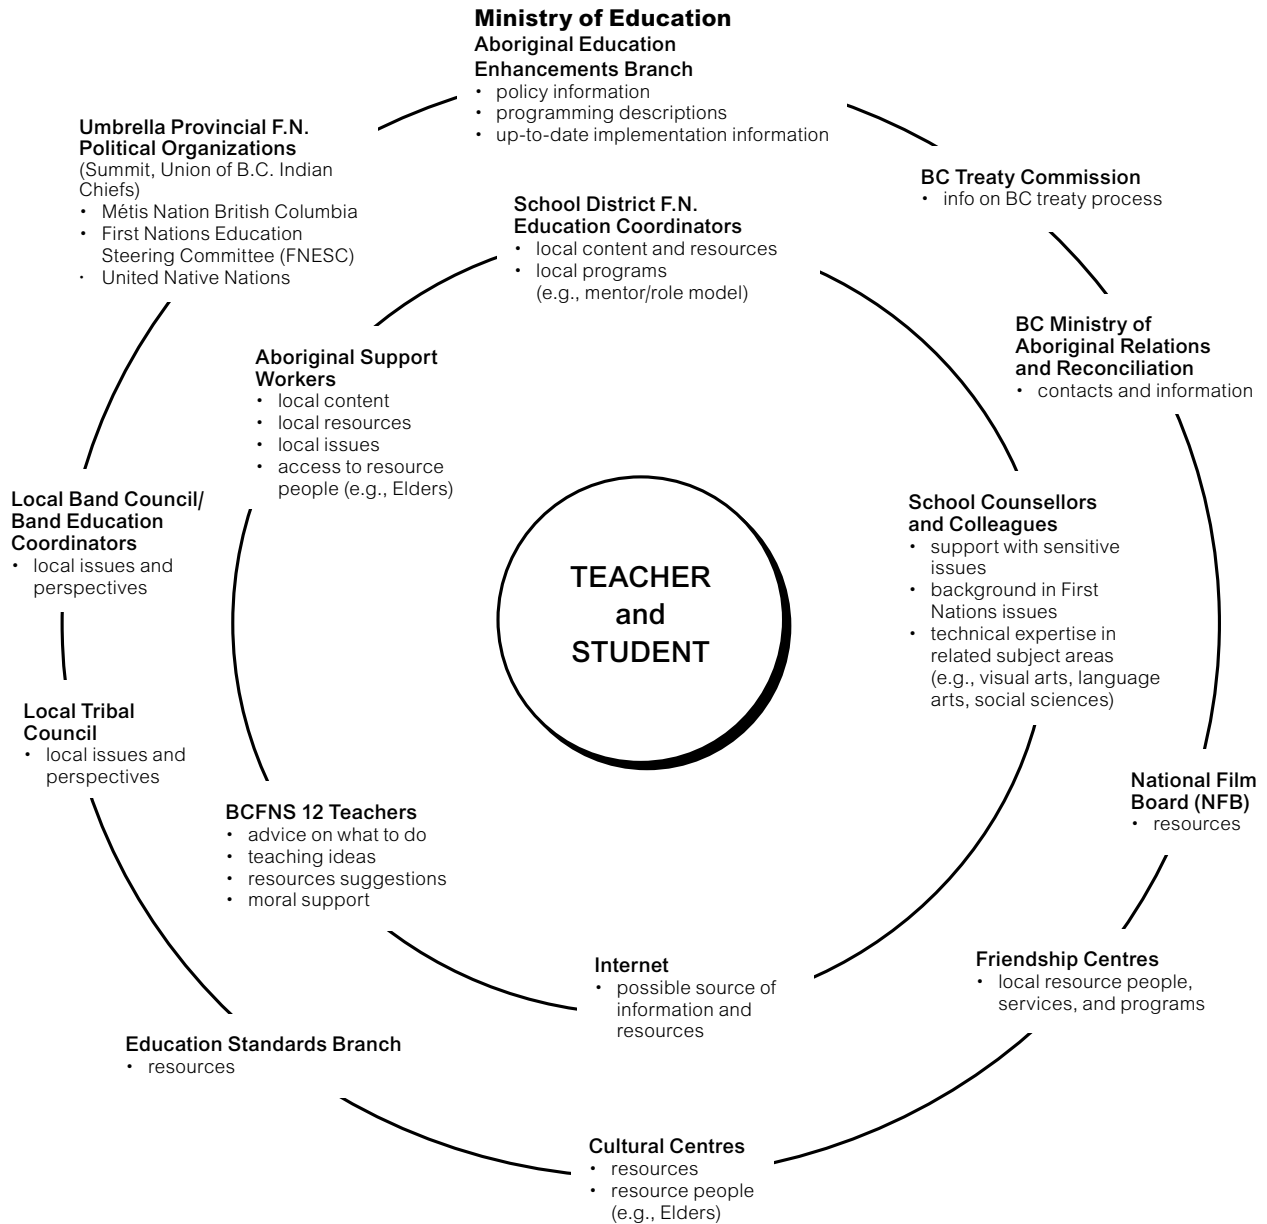 Ministry of Education
Aboriginal Education
Enhancements Branch
• policy information
• programming descriptions
• up-to-date implementation information
Umbrella Provincial F.N.
Political Organizations
(Summit, Union of B.C. Indian
Chiefs)
• Métis Nation British Columbia
• First Nations Education
Steering Committee (FNESC)
· United Native Nations
BC Treaty Commission
• info on BC treaty process
School District F.N.
Education Coordinators
• local content and resources
• local programs
(e.g., mentor/role model)
BC Ministry of
Aboriginal Relations
and Reconciliation
• contacts and information
Aboriginal Support
Workers
• local content
• local resources
• local issues
• access to resource
people (e.g., Elders)
Local Band Council/
Band Education
Coordinators
• local issues and
perspectives
School Counsellors
and Colleagues
• support with sensitive
issues
• background in First
Nations issues
• technical expertise in
related subject areas
(e.g., visual arts, language
arts, social sciences)
TEACHER
and
STUDENT
Local Tribal
Council
• local issues and
perspectives
National Film
Board (NFB)
• resources
BCFNS 12 Teachers
• advice on what to do
• teaching ideas
• resources suggestions
• moral support
Internet
• possible source of
information and
resources
Friendship Centres
• local resource people,
services, and programs
Education Standards Branch
• resources
Cultural Centres
• resources
• resource people
(e.g., Elders)